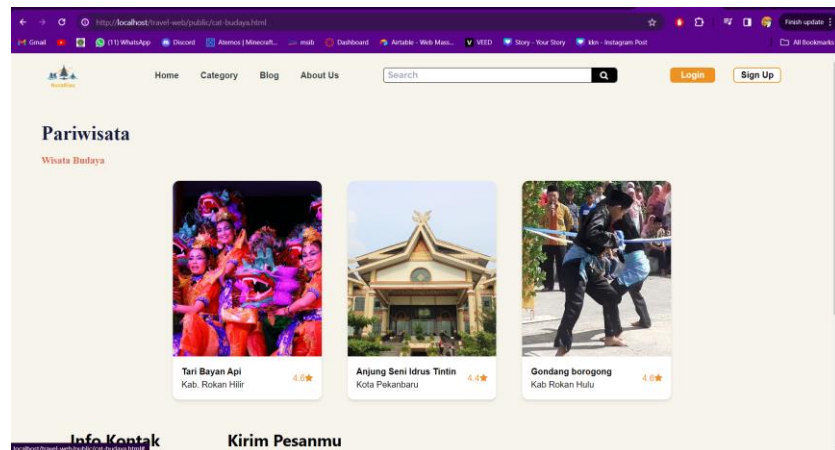 http://localhost/travel-web/public/cat-budaya.html
Finish update
Gmail
(11) WhatsApp
Discord
Aternos | Minecraft...
msib
Dashboard
Airtable - Web Mass...
VEED
Story - Your Story
kkn - Instagram Post
All Bookmarks
Home
Category
Blog
About Us
Search
Login
Sign Up
Pariwisata
Wisata Budaya
Tari Bayan Api
Kab. Rokan Hilir
4.6
Anjung Seni Idrus Tintin
Kota Pekanbaru
4.4
Gondang borogong
Kab Rokan Hulu
4.6
Info Kontak
Kirim Pesanmu
localhost/travel-web/public/cat-budaya.html#